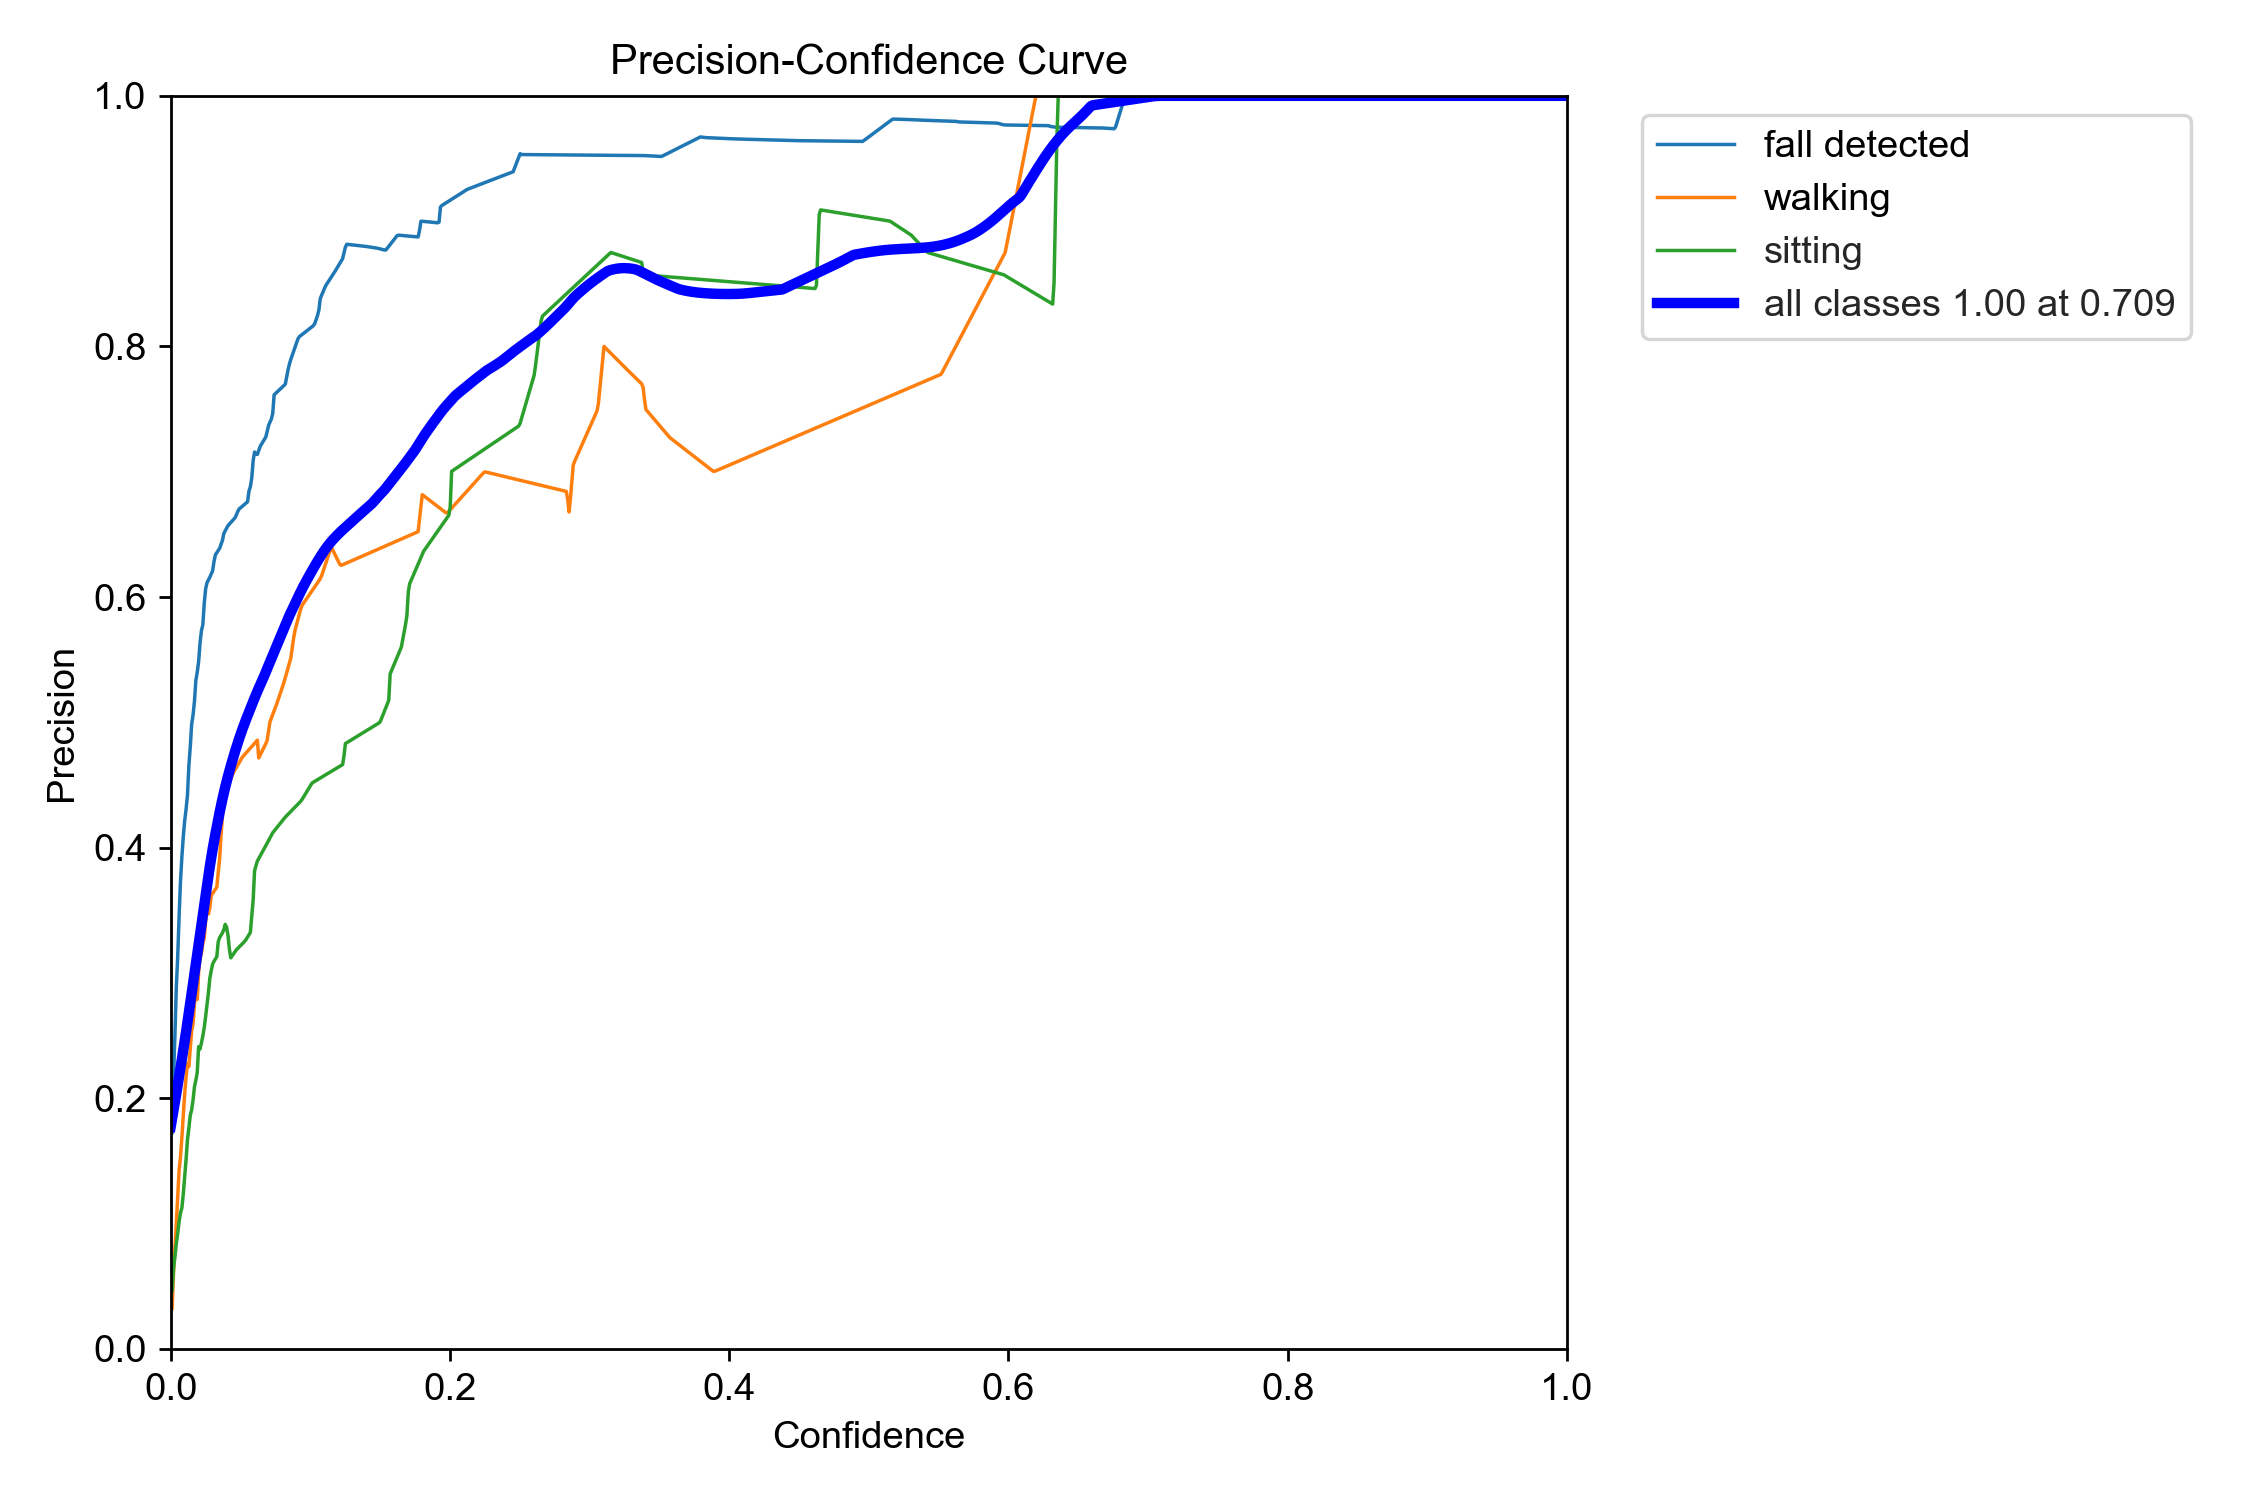 Precision-Confidence Curve
1.0
0.8
0.6
0.4
0.2
0.0
Precision
0.0 0.2 0.4 0.6 0.8 1.0
Confidence
fall detected
walking
sitting
all classes 1.00 at 0.709